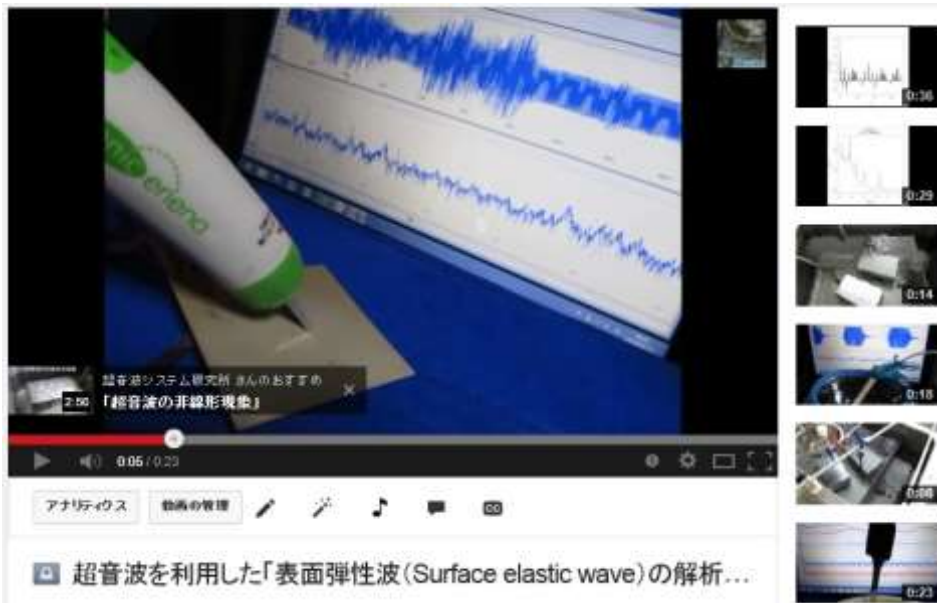 eneno
超音波システム研究所 さんのおすすめ
「超音波の非線形現象」
2:50
0:05 / 0:23
アナリティクス
動画の管理
CC
超音波を利用した「表面弾性波（Surface elastic wave）の解析…
0:36
0:29
0:14
0:18
0:08
0:23